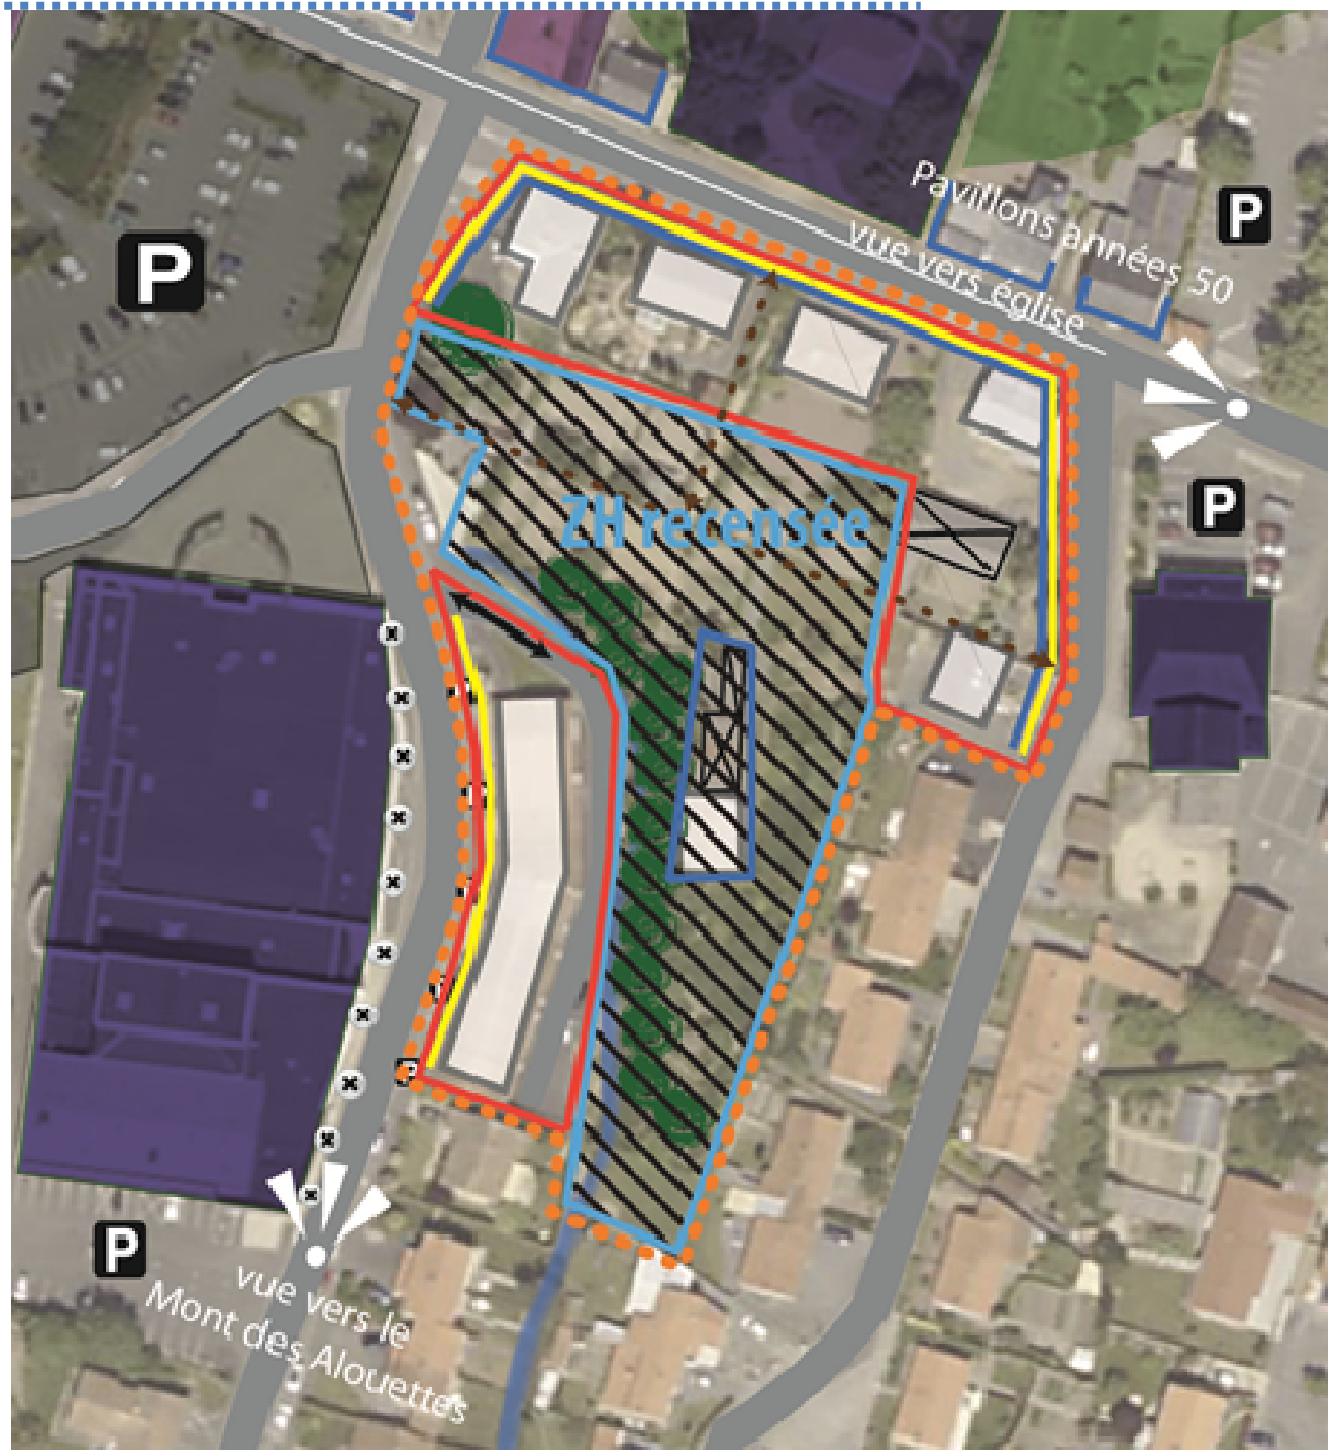 Pavillons années 50
P
P
vue vers église
P
ZH recensée
P
vue vers le
Mont des Alouettes